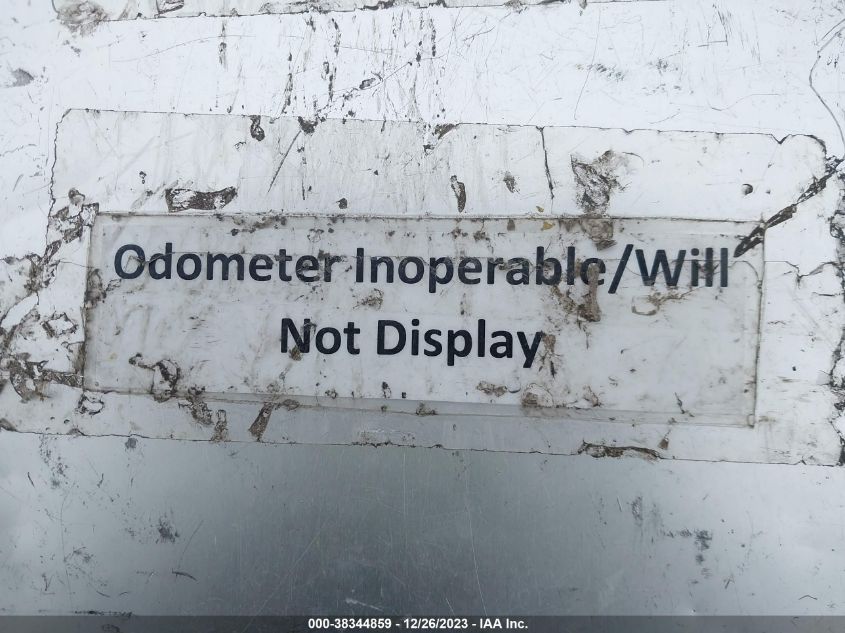 Odometer Inoperable/Will
Not Display
000-38344859 - 12/26/2023 - IAA Inc.